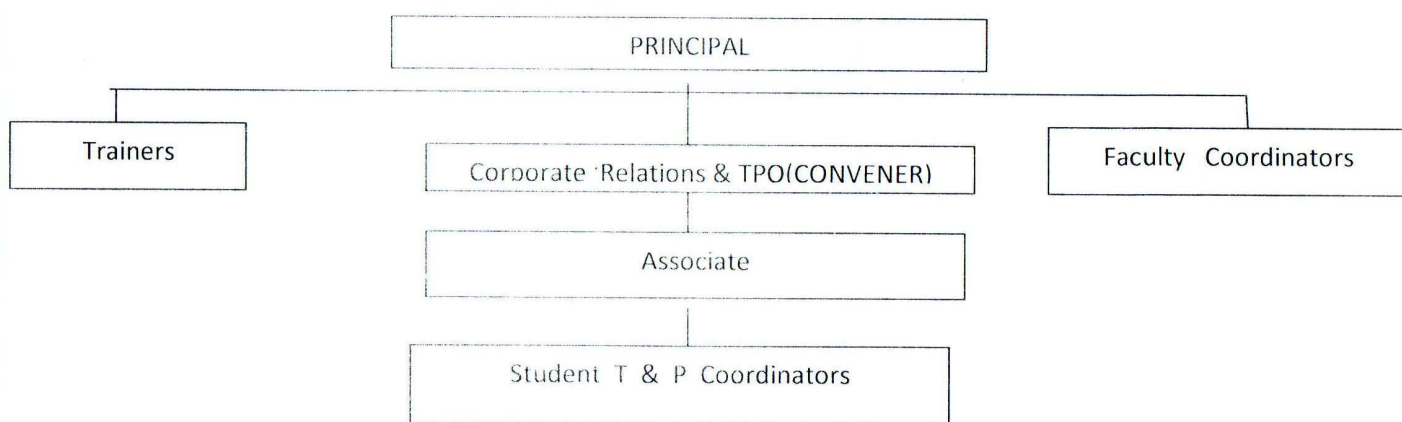 PRINCIPAL
Trainers
Corporate Relations & TPO(CONVENER)
Faculty Coordinators
Associate
Student T & P Coordinators